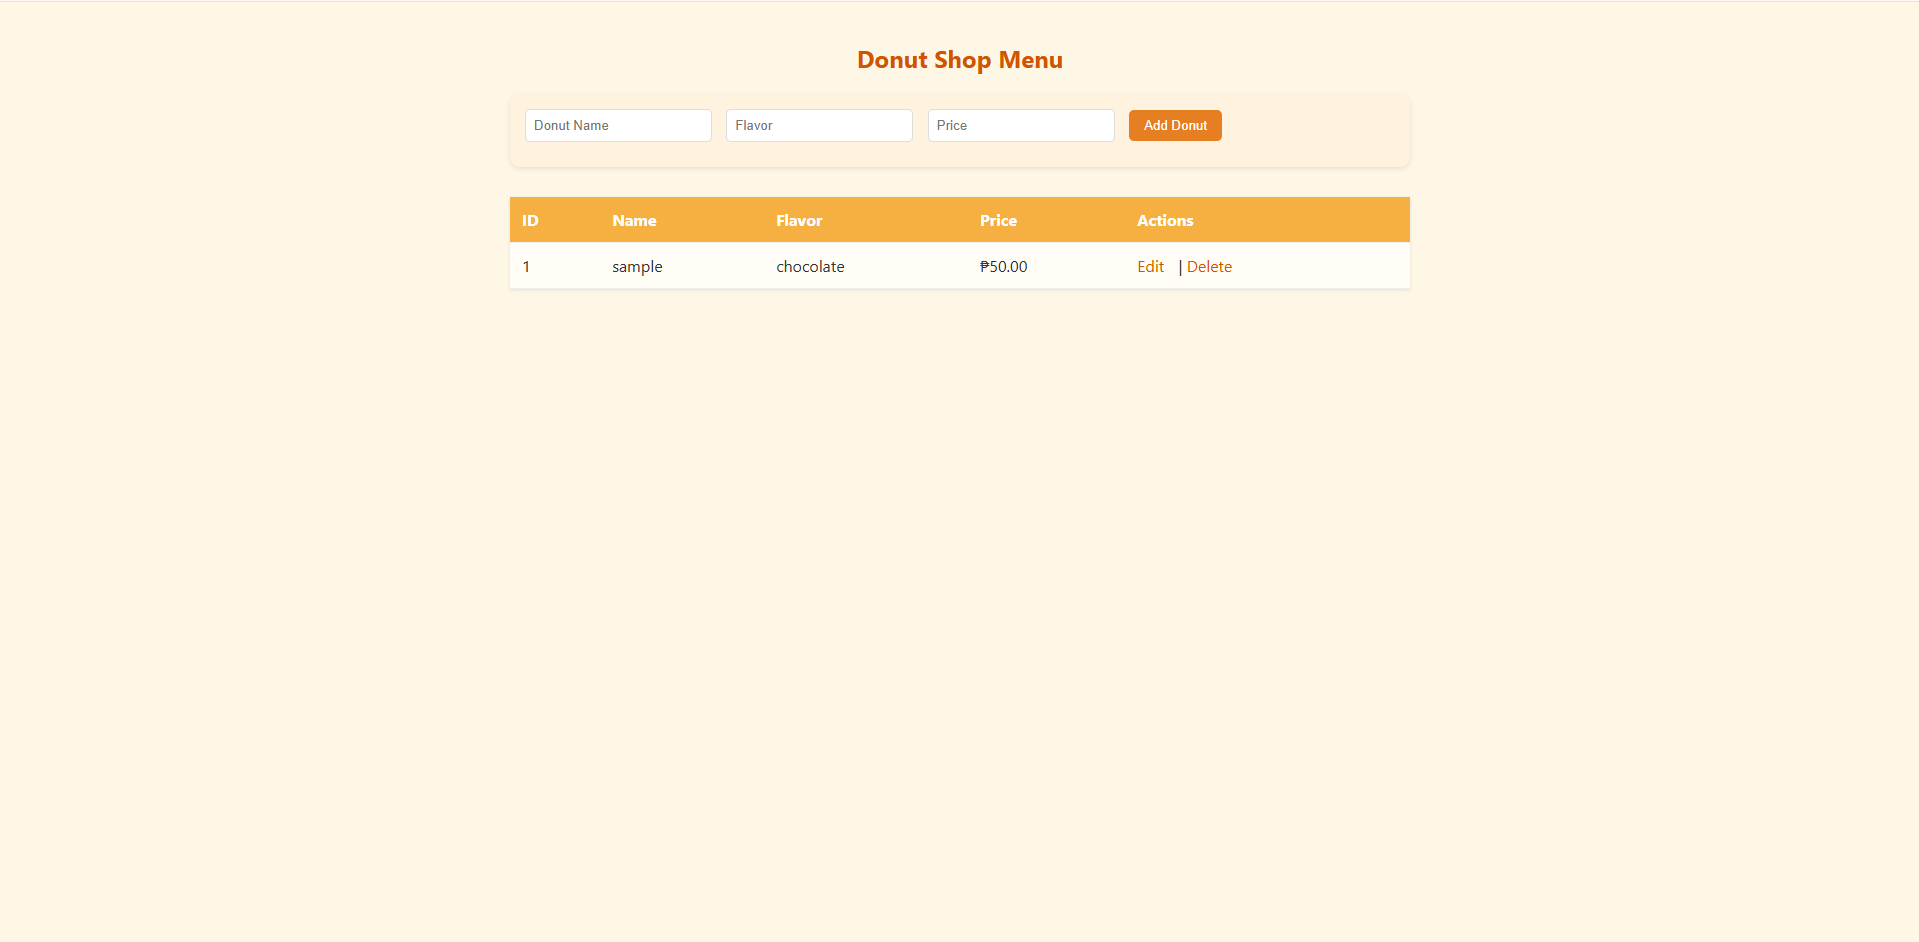 Donut Shop Menu
Donut Name Flavor Price Add Donut
ID Name Flavor Price Actions
1 sample chocolate ₱50.00 Edit | Delete